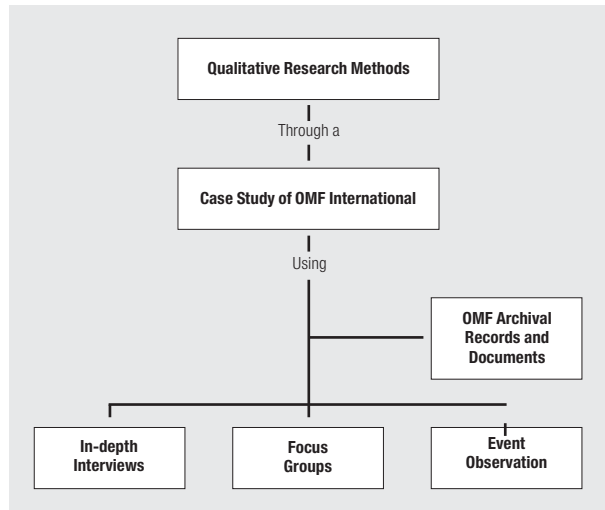 Qualitative Research Methods
Through a
Case Study of OMF International
Using
OMF Archival
Records and
Documents
In-depth
Interviews
Focus
Groups
Event
Observation